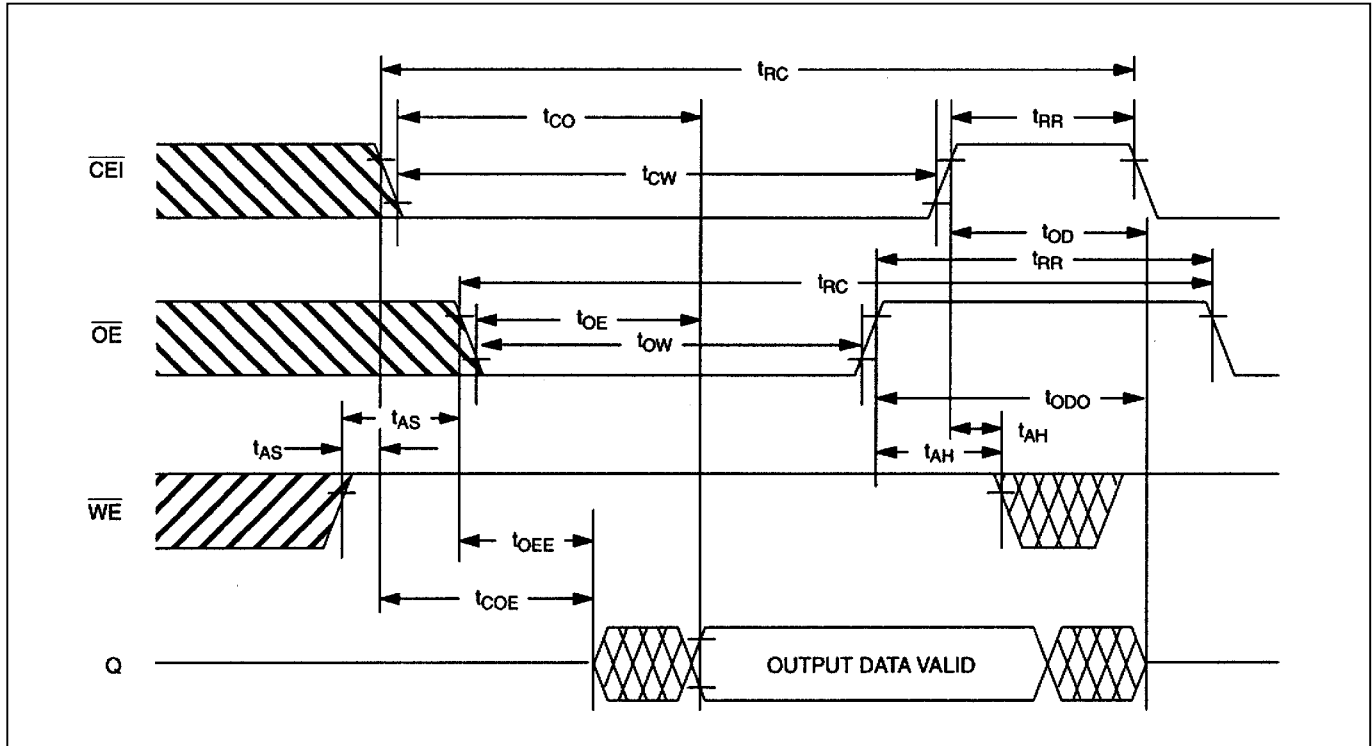 tRC
tCO
tRR
CEI
tCW
tOD
tRR
tRC
OE
tOE
tOW
tODO
tAS
tAH
tAS
tAH
WE
tOEE
tCOE
Q
OUTPUT DATA VALID